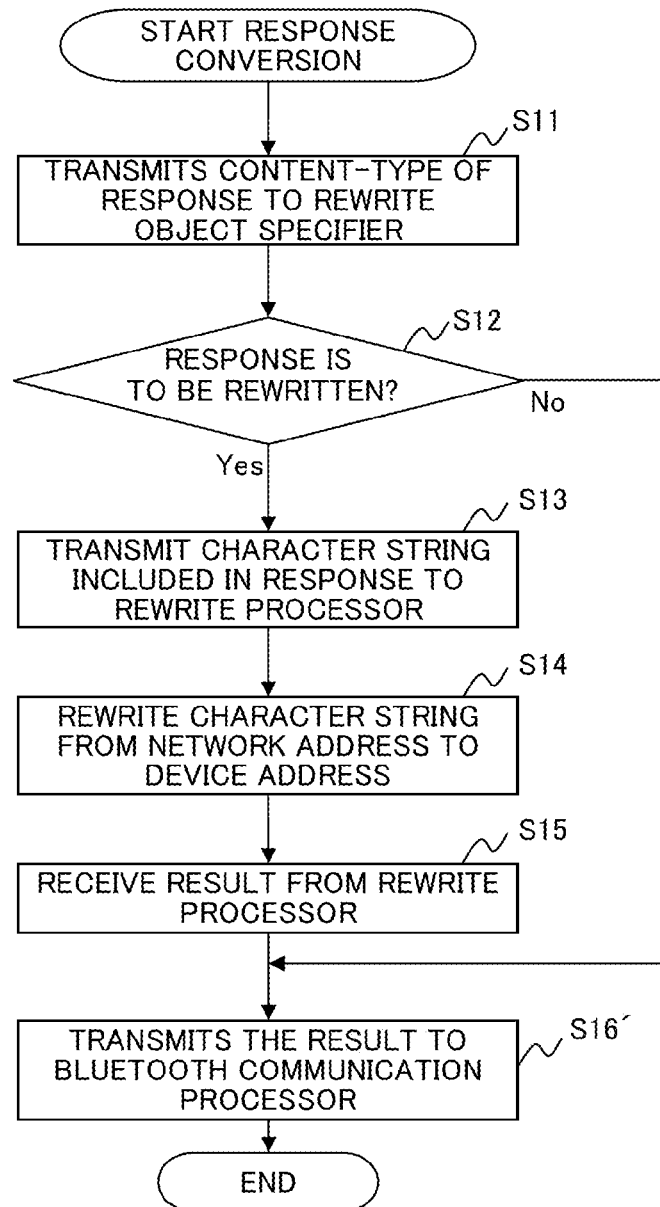 START RESPONSE
CONVERSION
S11
TRANSMITS CONTENT-TYPE OF
RESPONSE TO REWRITE
OBJECT SPECIFIER
S12
RESPONSE IS
TO BE REWRITTEN?
No
Yes
S13
TRANSMIT CHARACTER STRING
INCLUDED IN RESPONSE TO
REWRITE PROCESSOR
S14
REWRITE CHARACTER STRING
FROM NETWORK ADDRESS TO
DEVICE ADDRESS
S15
RECEIVE RESULT FROM REWRITE
PROCESSOR
S16´
TRANSMITS THE RESULT TO
BLUETOOTH COMMUNICATION
PROCESSOR
END